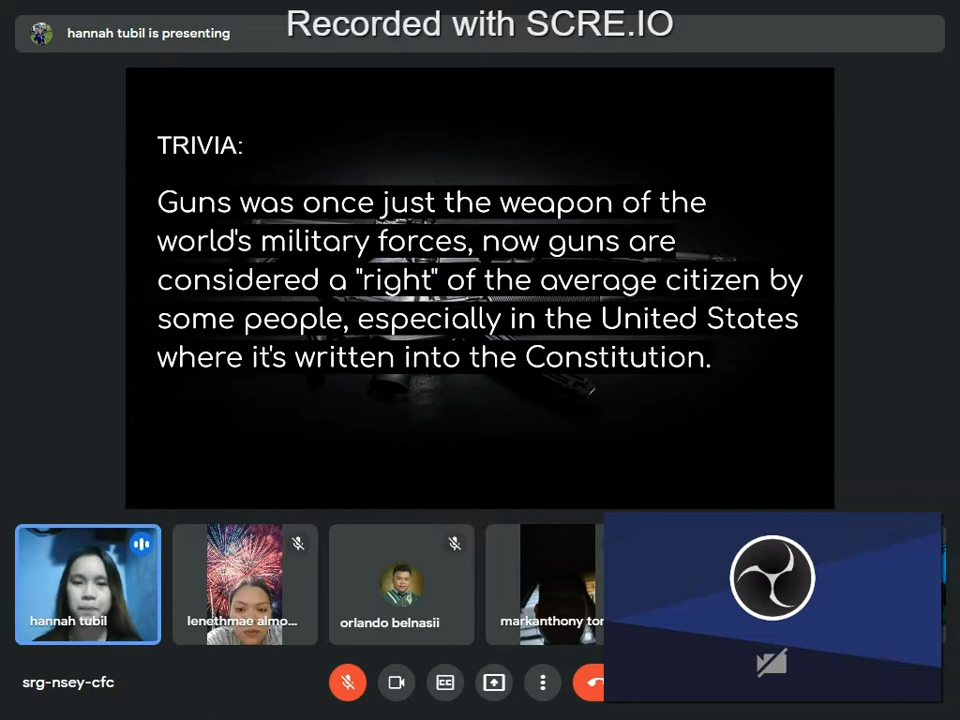 Recorded with SCRE.IO
hannah tubil is presenting
TRIVIA:
Guns was once just the weapon of the
world's military forces, now guns are
considered a "right" of the average citizen by
some people, especially in the United States
where it's written into the Constitution.
hannah tubil
lenethmae almo...
orlando belnasii
markanthony tor
srg-nsey-cfc